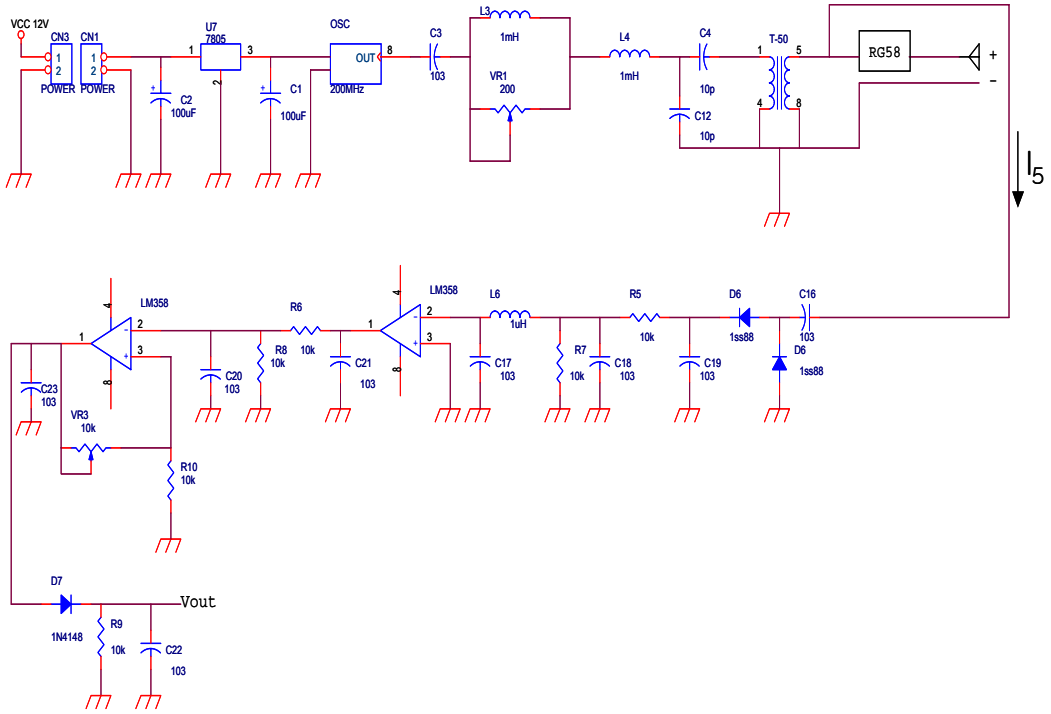 VCC 12V
CN3
CN1
1
2
1
2
POWER
POWER
U7
7805
1
3
2
+
C2
100uF
+
C1
100uF
OSC
OUT
8
200MHz
C3
103
L3
1mH
VR1
200
L4
1mH
C4
10p
C12
10p
T-50
1
5
4
8
RG58
+
−
I5
LM358
4
1
2
3
8
−
+
C23
103
VR3
10k
R10
10k
C20
103
R8
10k
R6
10k
C21
103
LM358
4
1
2
3
8
−
+
L6
1uH
C17
103
R7
10k
C18
103
R5
10k
C19
103
D6
1ss88
D6
1ss88
C16
103
D7
1N4148
R9
10k
C22
103
Vout